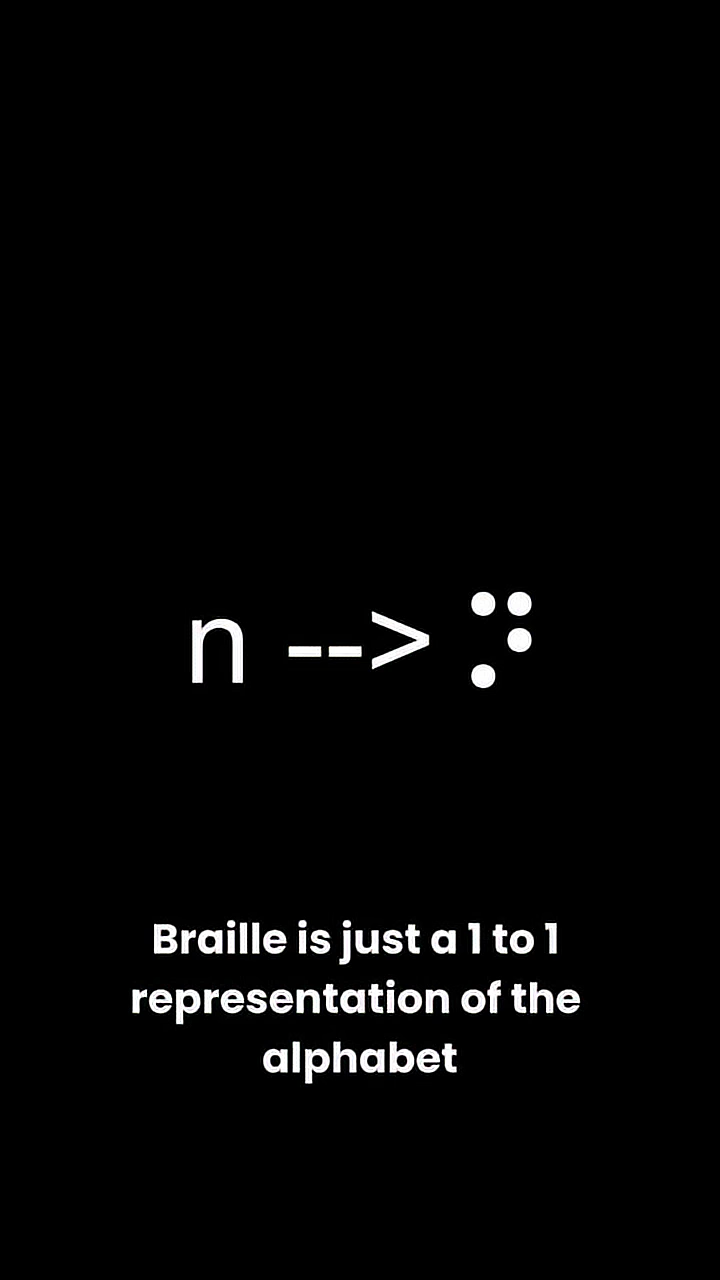 n --> ⠝
Braille is just a 1 to 1
representation of the
alphabet